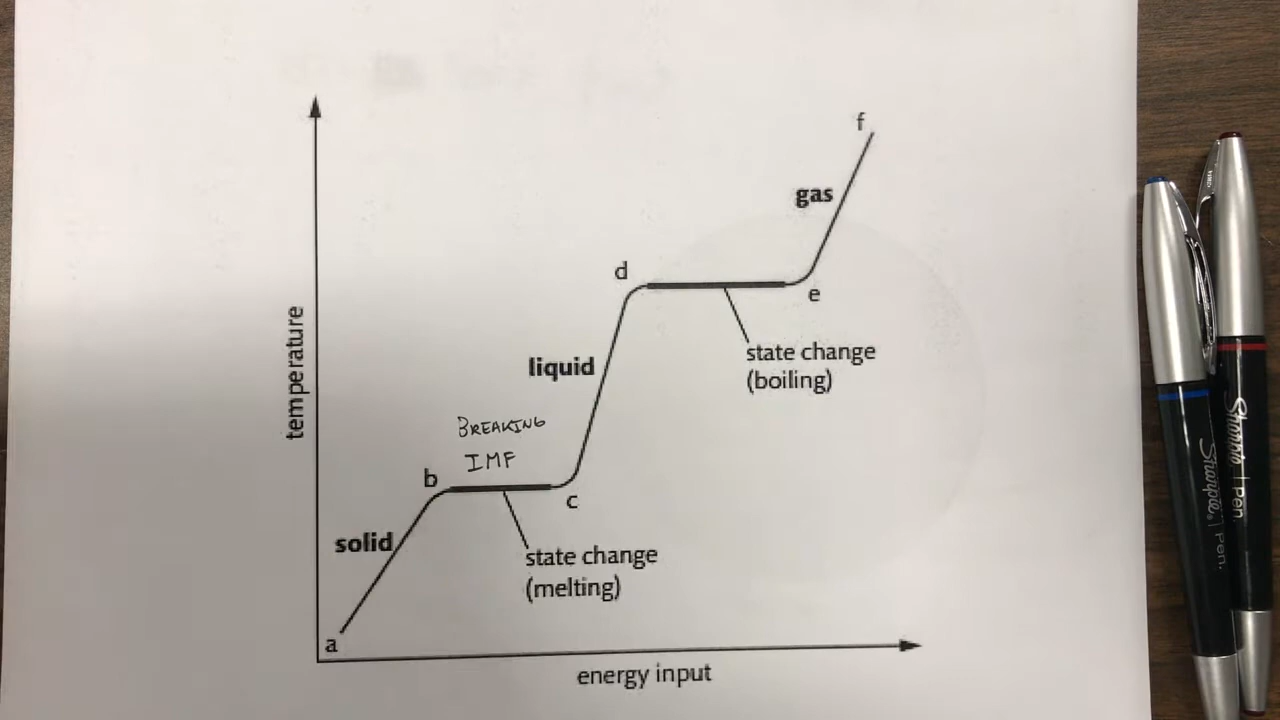 f
gas
d
e
temperature
liquid
state change
(boiling)
BREAKING
IMF
b
c
solid
state change
(melting)
a
energy input
Sharpie. | Pen.
Sharpie | Pen.